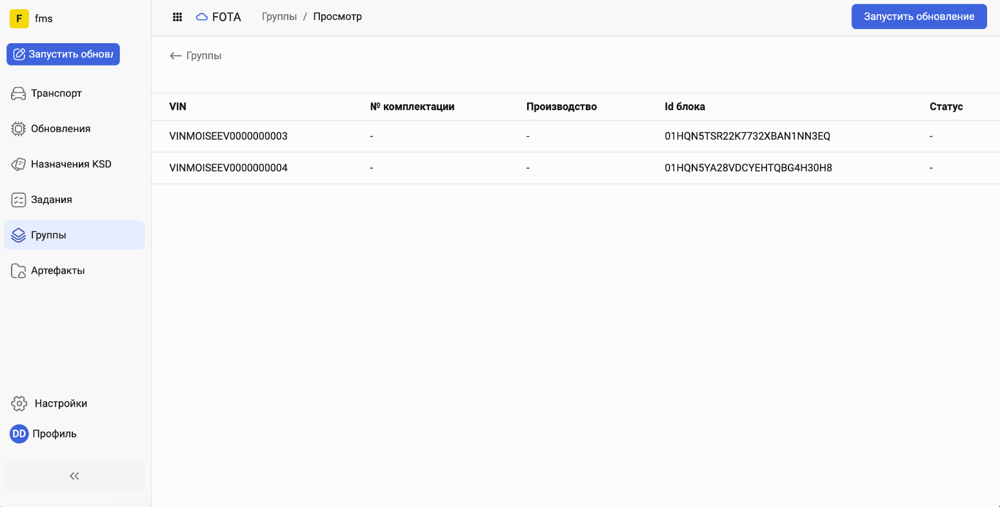 F fms
Запустить обновл
Транспорт
Обновления
Назначения KSD
Задания
Группы
Артефакты
Настройки
DD Профиль
FOTA Группы / Просмотр Запустить обновление
Группы
VIN № комплектации Производство Id блока Статус
VINMOISEEV0000000003 - - 01HQN5TSR22K7732XBAN1NN3EQ -
VINMOISEEV0000000004 - - 01HQN5YA28VDCYEHTQBG4H30H8 -